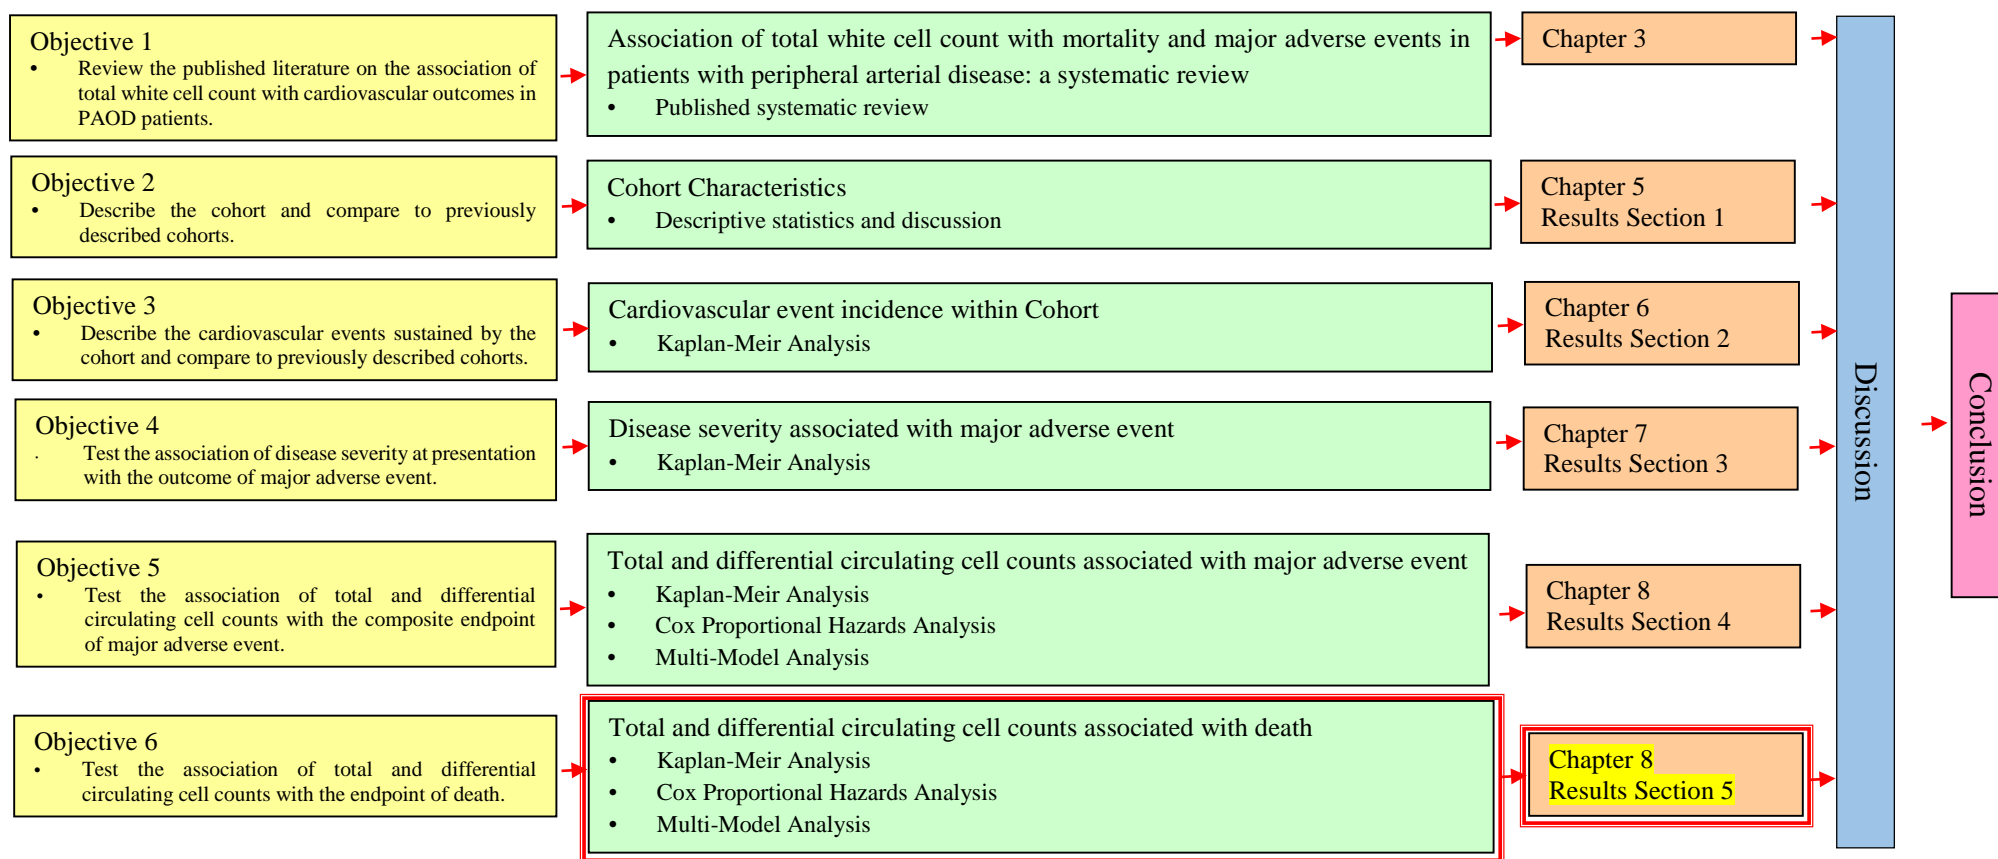 Objective 1
• Review the published literature on the association of
total white cell count with cardiovascular outcomes in
PAOD patients.
Association of total white cell count with mortality and major adverse events in
patients with peripheral arterial disease: a systematic review
• Published systematic review
Chapter 3
Objective 2
• Describe the cohort and compare to previously
described cohorts.
Cohort Characteristics
• Descriptive statistics and discussion
Chapter 5
Results Section 1
Objective 3
• Describe the cardiovascular events sustained by the
cohort and compare to previously described cohorts.
Cardiovascular event incidence within Cohort
• Kaplan-Meir Analysis
Chapter 6
Results Section 2
Objective 4
. Test the association of disease severity at presentation
with the outcome of major adverse event.
Disease severity associated with major adverse event
• Kaplan-Meir Analysis
Chapter 7
Results Section 3
Objective 5
• Test the association of total and differential
circulating cell counts with the composite endpoint
of major adverse event.
Total and differential circulating cell counts associated with major adverse event
• Kaplan-Meir Analysis
• Cox Proportional Hazards Analysis
• Multi-Model Analysis
Chapter 8
Results Section 4
Objective 6
• Test the association of total and differential
circulating cell counts with the endpoint of death.
Total and differential circulating cell counts associated with death
• Kaplan-Meir Analysis
• Cox Proportional Hazards Analysis
• Multi-Model Analysis
Chapter 8
Results Section 5
Discussion
Conclusion